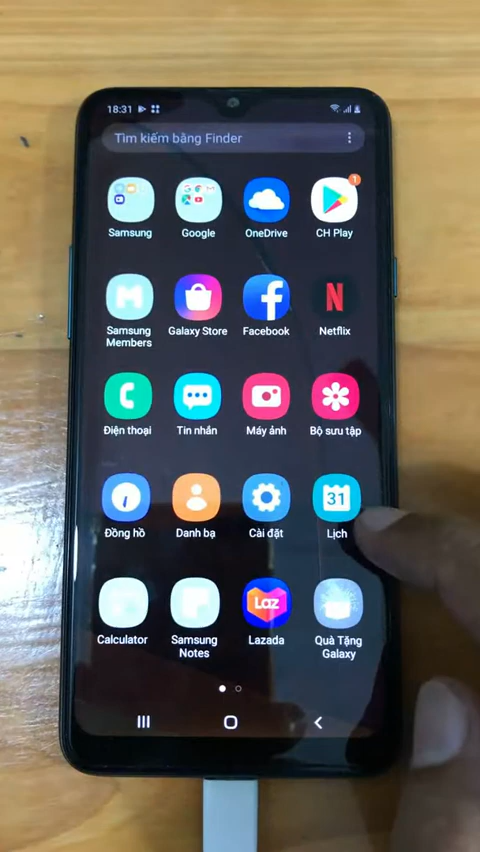 18:31
Tìm kiếm bằng Finder
1
Samsung
Google
OneDrive
CH Play
Samsung
Members
Galaxy Store
Facebook
Netflix
Điện thoại
Tin nhắn
Máy ảnh
Bộ sưu tập
31
Đồng hồ
Danh bạ
Cài đặt
Lịch
Laz
Calculator
Samsung
Notes
Lazada
Quà Tặng
Galaxy